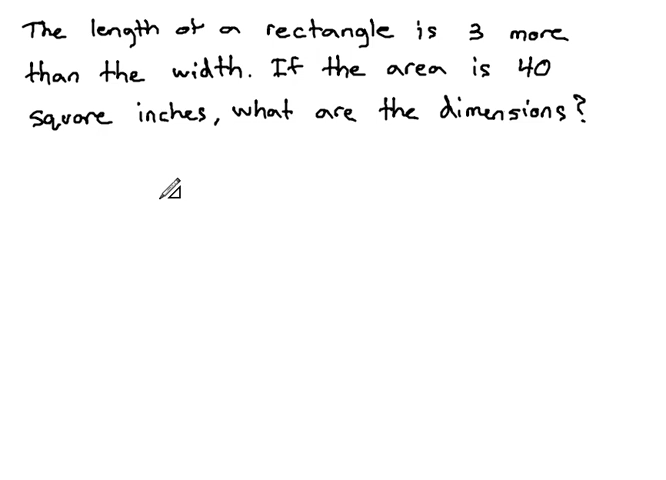 The length of a rectangle is 3 more
than the width. If the area is 40
square inches, what are the dimensions?